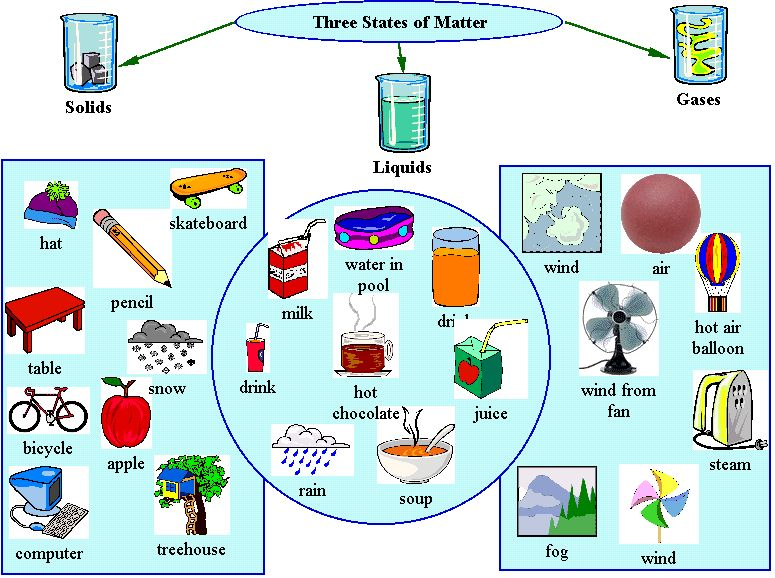 Three States of Matter
Solids
Liquids
Gases
skateboard
hat
pencil
table
snow
bicycle
apple
computer
treehouse
water in
pool
milk
drink
drink
hot
chocolate
juice
rain
soup
wind
air
hot air
balloon
wind from
fan
steam
fog
wind